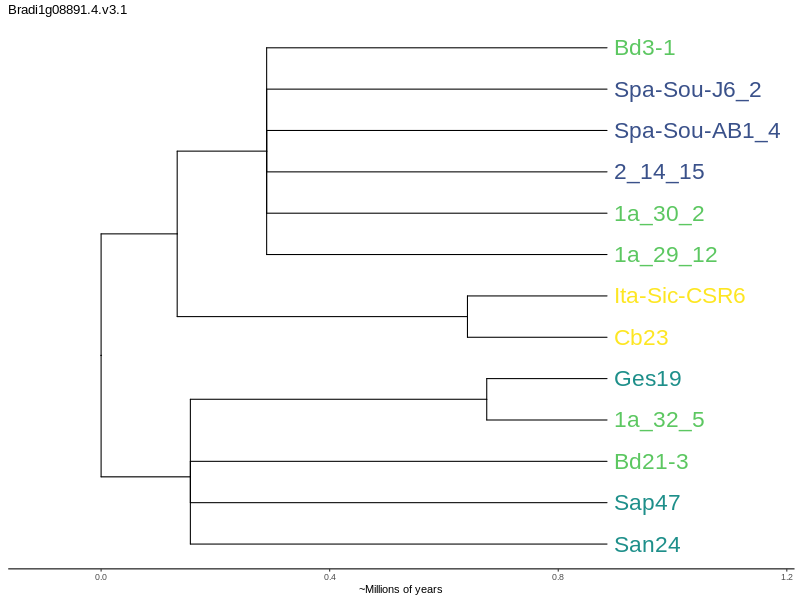 Bradi1g08891.4.v3.1
Bd3-1
Spa-Sou-J6_2
Spa-Sou-AB1_4
2_14_15
1a_30_2
1a_29_12
Ita-Sic-CSR6
Cb23
Ges19
1a_32_5
Bd21-3
Sap47
San24
0.0 0.4 0.8 1.2
~Millions of years